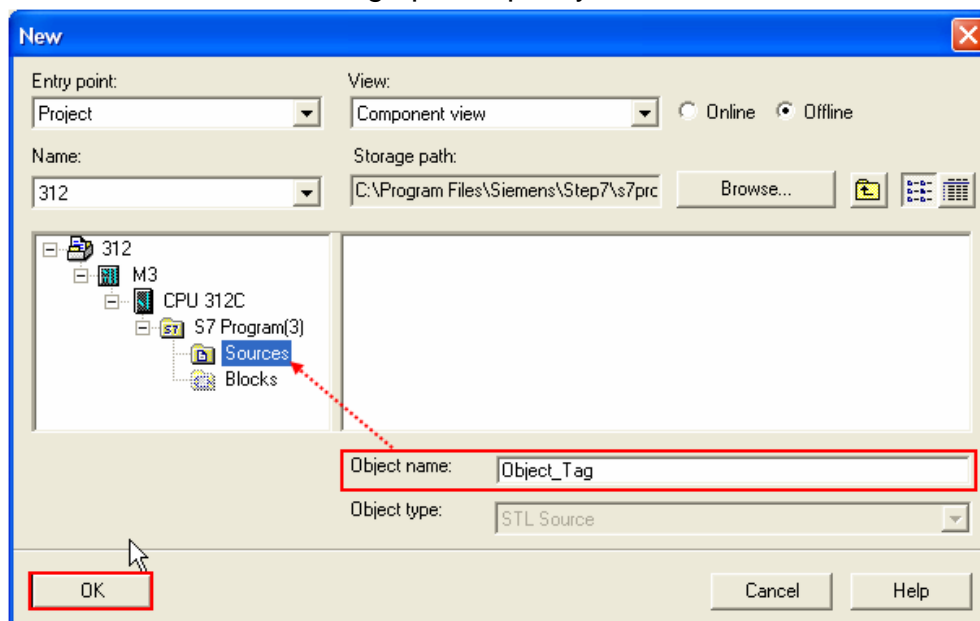 New
Entry point:
View:
Project
Component view
Online
Offline
Name:
Storage path:
312
C:\Program Files\Siemens\Step7\s7prc
Browse...
312
M3
CPU 312C
S7 Program(3)
Sources
Blocks
Object name:
Object_Tag
Object type:
STL Source
OK
Cancel
Help